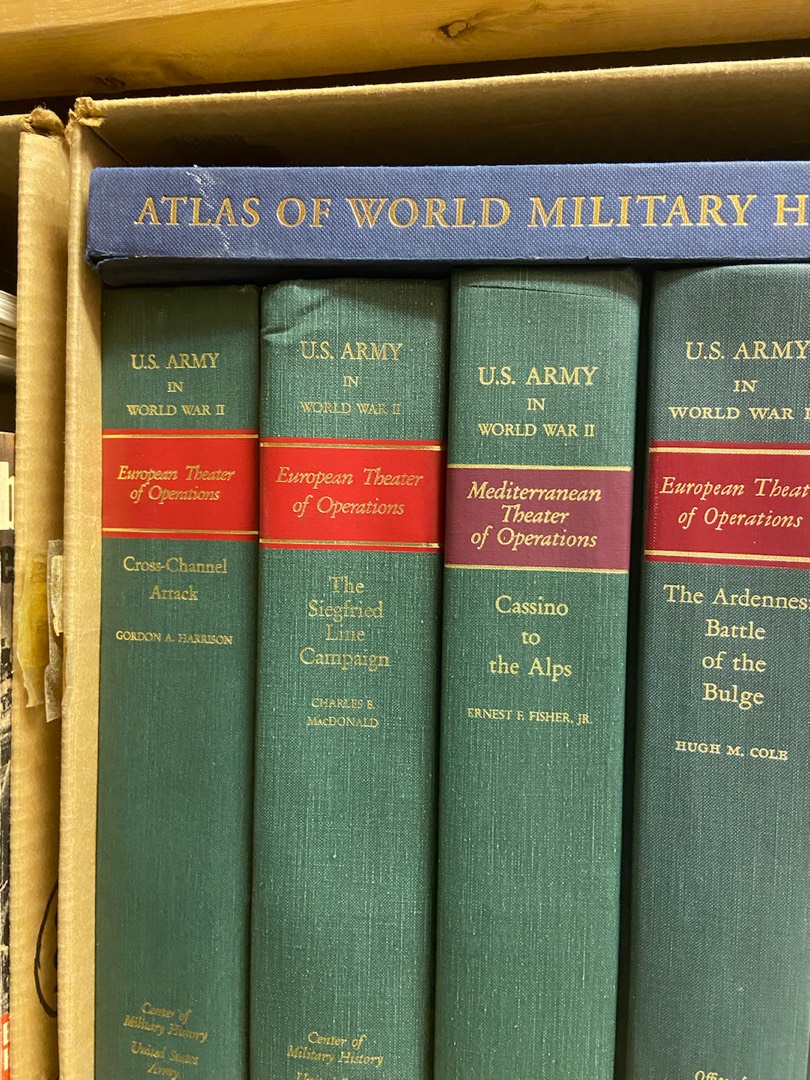 ATLAS OF WORLD MILITARY H
U.S. ARMY
IN
WORLD WAR II
European Theater
of Operations
Cross-Channel
Attack
GORDON A. HARRISON
Center of
Military History
United States
Army
U.S. ARMY
IN
WORLD WAR II
European Theater
of Operations
The
Siegfried
Line
Campaign
CHARLES B.
MACDONALD
Center of
Military History
U.S. ARMY
IN
WORLD WAR II
Mediterranean
Theater
of Operations
Cassino
to
the Alps
ERNEST F. FISHER, JR.
U.S. ARMY
IN
WORLD WAR I
European Theat
of Operations
The Ardennes:
Battle
of the
Bulge
HUGH M. COLE